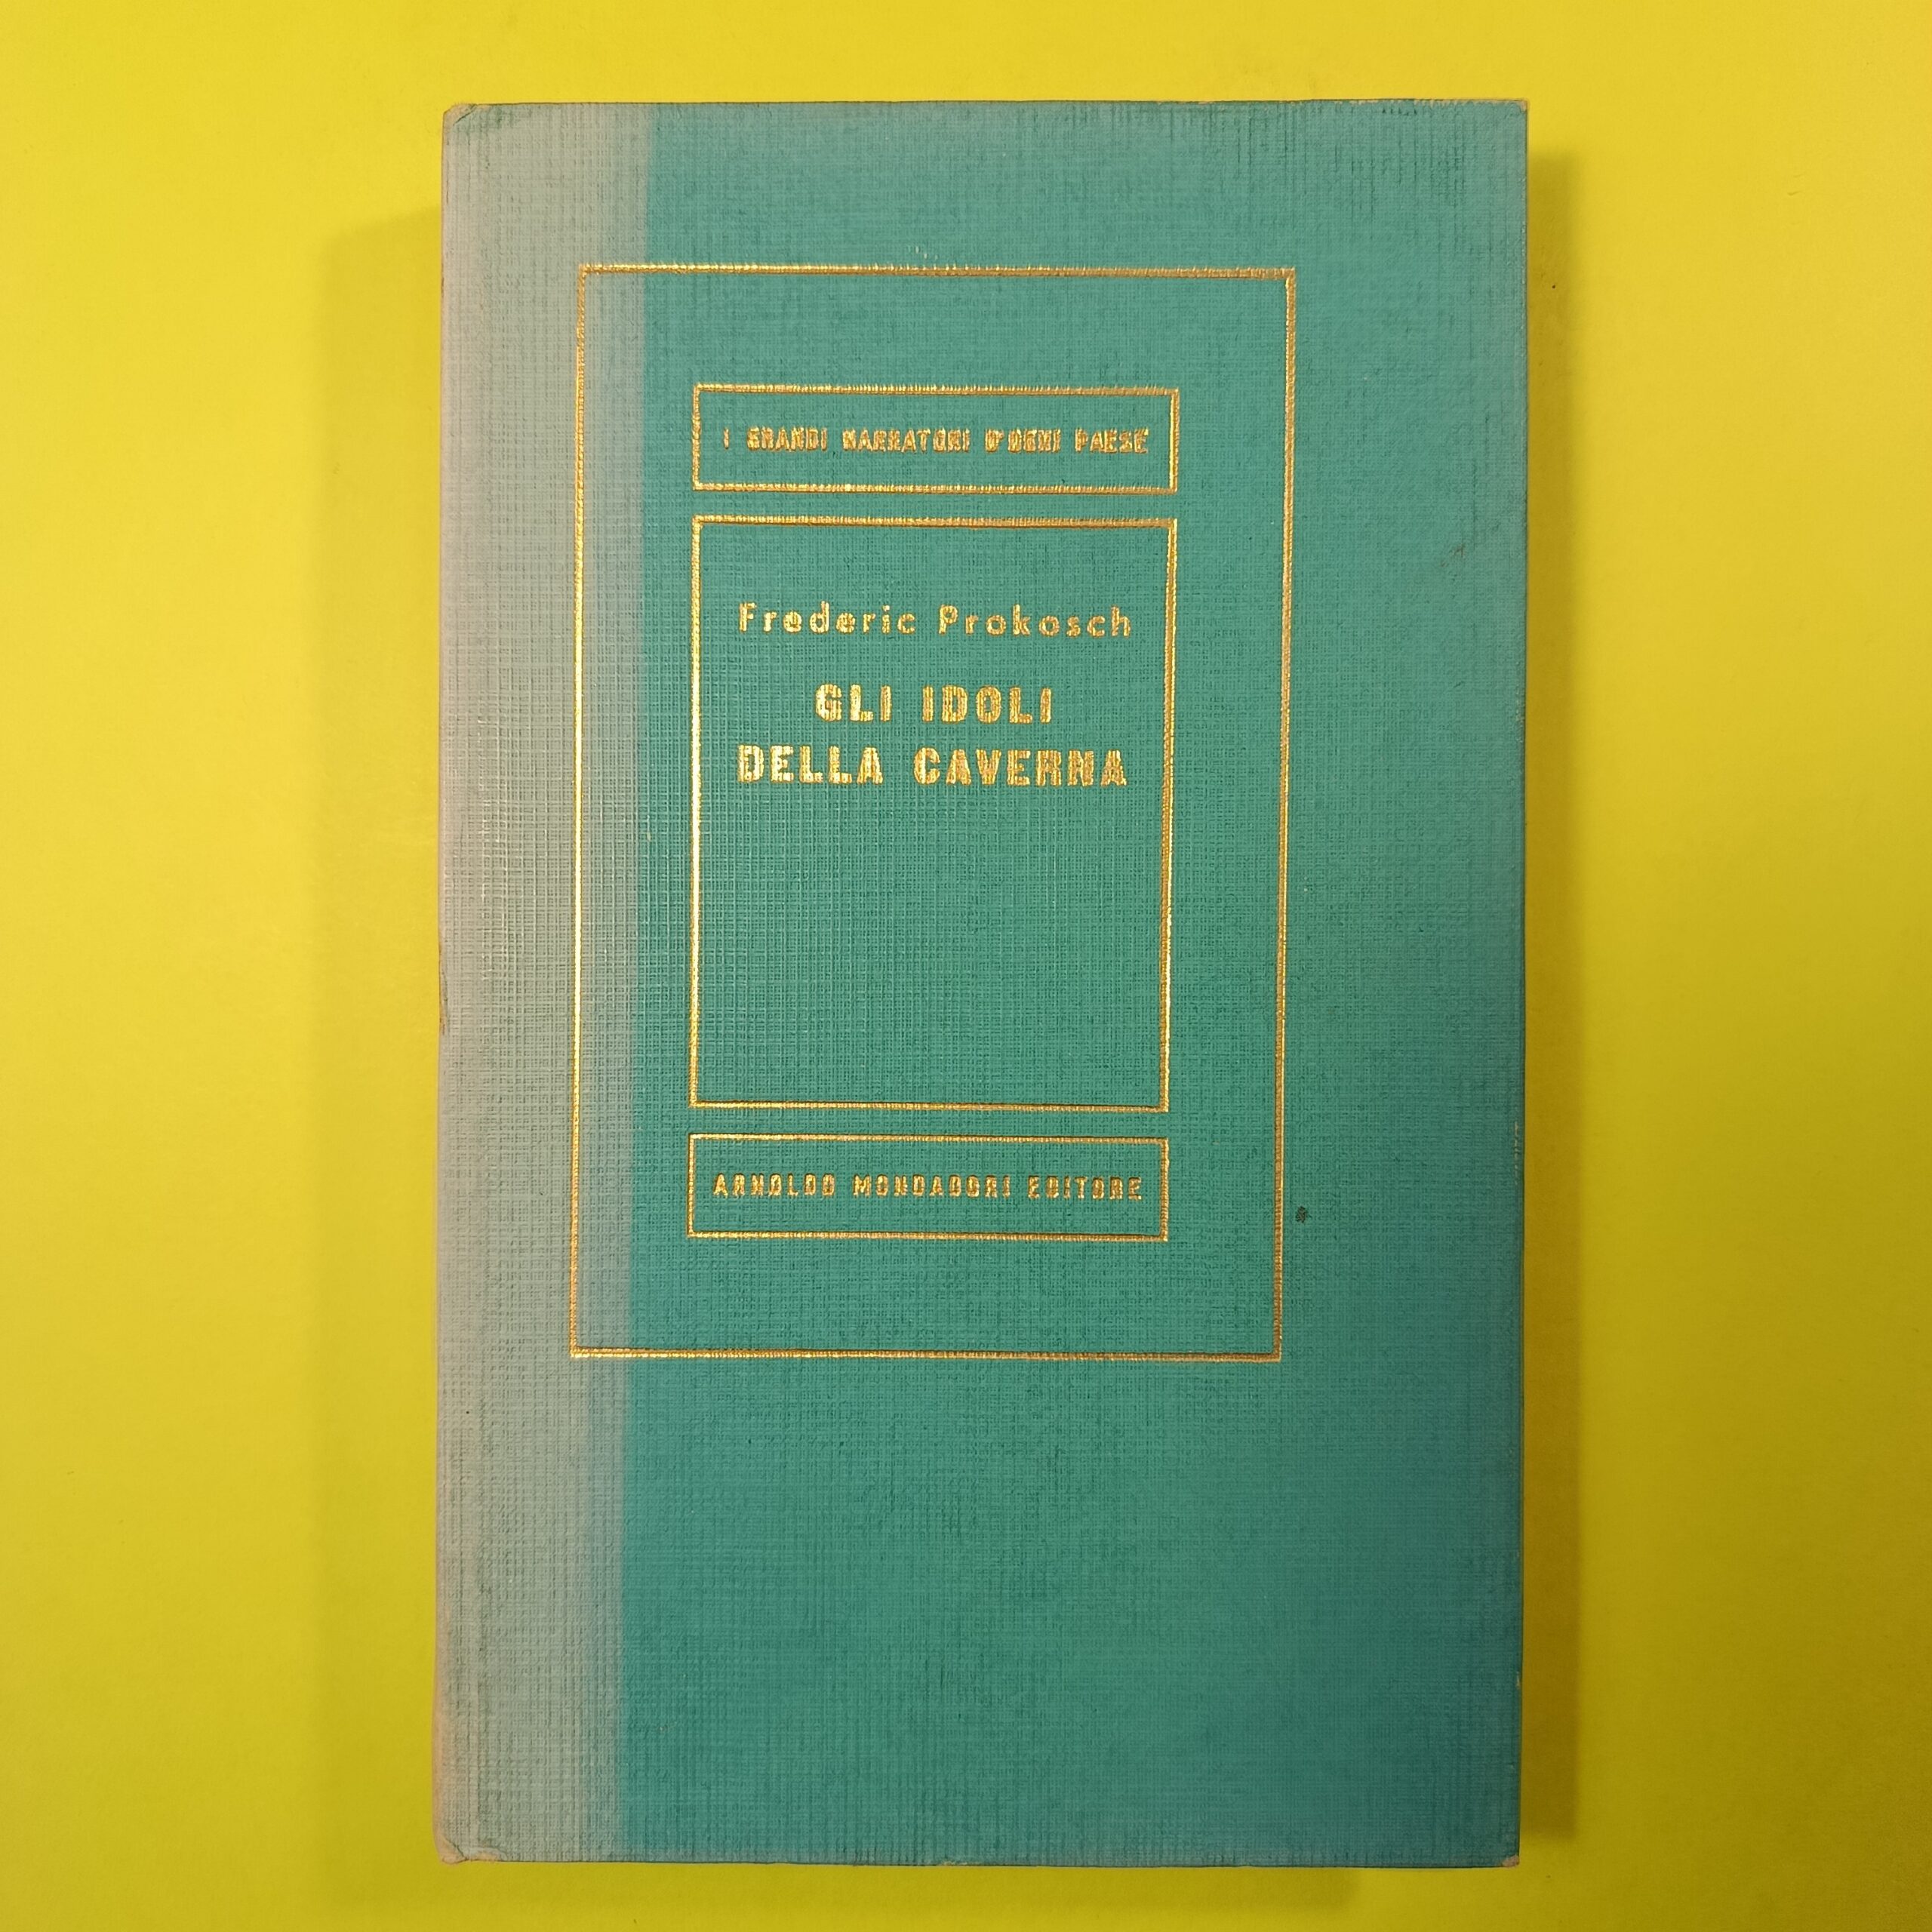 I GRANDI NARRATORI D'OGNI PAESE
Frederic Prokosch
GLI IDOLI
DELLA CAVERNA
ARNOLDO MONDADORI EDITORE